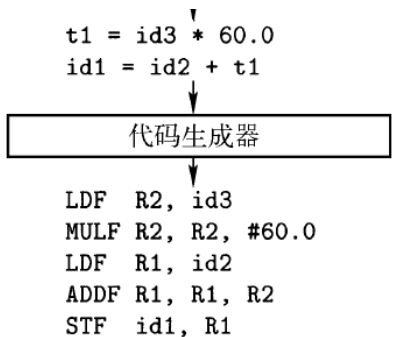 t1 = id3 * 60.0
id1 = id2 + t1
代码生成器
LDF R2, id3
MULF R2, R2, #60.0
LDF R1, id2
ADDF R1, R1, R2
STF id1, R1